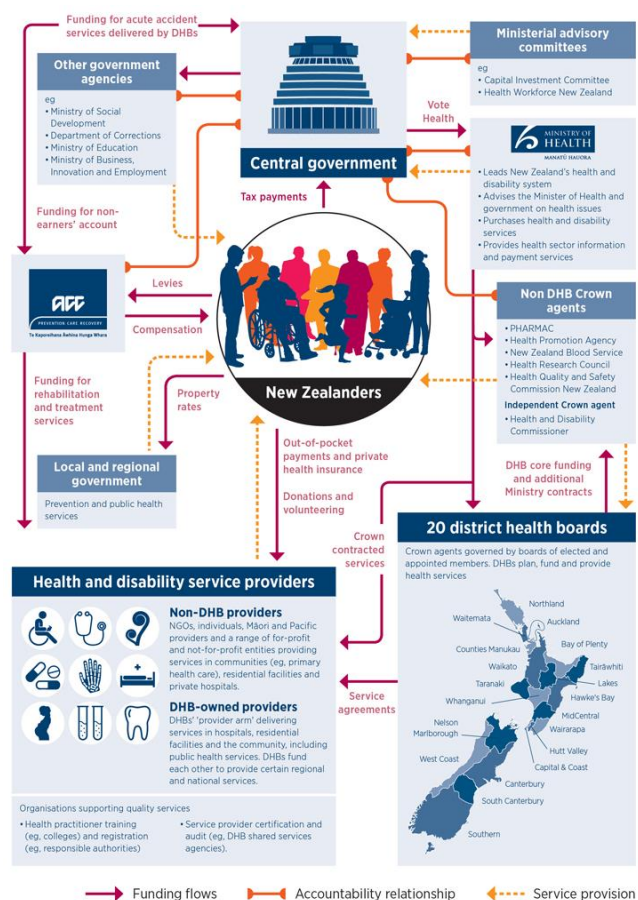 Funding for acute accident
services delivered by DHBs
Ministerial advisory
committees
eg
• Capital Investment Committee
• Health Workforce New Zealand
Other government
agencies
eg
• Ministry of Social
Development
• Department of Corrections
• Ministry of Education
• Ministry of Business,
Innovation and Employment
Central government
Vote
Health
MINISTRY OF
HEALTH
MANATŪ HAUORA
• Leads New Zealand's health and
disability system
• Advises the Minister of Health and
government on health issues
• Purchases health and disability
services
• Provides health sector information
and payment services
Tax payments
Funding for non-
earners' account
ACC
PREVENTION CARE RECOVERY
Te Kaporeihana Āwhina Hunga Whara
Levies
Compensation
New Zealanders
Non DHB Crown
agents
• PHARMAC
• Health Promotion Agency
• New Zealand Blood Service
• Health Research Council
• Health Quality and Safety
Commission New Zealand
Independent Crown agent
• Health and Disability
Commissioner
Funding for
rehabilitation
and treatment
services
Property
rates
Local and regional
government
Prevention and public health
services
Out-of-pocket
payments and private
health insurance
Donations and
volunteering
Crown
contracted
services
DHB core funding
and additional
Ministry contracts
20 district health boards
Crown agents governed by boards of elected and
appointed members. DHBs plan, fund and provide
health services
Northland
Waitemata
Auckland
Counties Manukau
Bay of Plenty
Waikato
Tairāwhiti
Taranaki
Lakes
Whanganui
Hawke's Bay
MidCentral
Nelson
Marlborough
Wairarapa
Hutt Valley
West Coast
Capital & Coast
Canterbury
South Canterbury
Southern
Health and disability service providers
Non-DHB providers
NGOs, individuals, Māori and Pacific
providers and a range of for-profit
and not-for-profit entities providing
services in communities (eg, primary
health care), residential facilities and
private hospitals.
DHB-owned providers
DHBs' 'provider arm' delivering
services in hospitals, residential
facilities and the community, including
public health services. DHBs fund
each other to provide certain regional
and national services.
Service
agreements
Organisations supporting quality services
• Health practitioner training
(eg, colleges) and registration
(eg, responsible authorities)
• Service provider certification and
audit (eg, DHB shared services
agencies).
Funding flows
Accountability relationship
Service provision